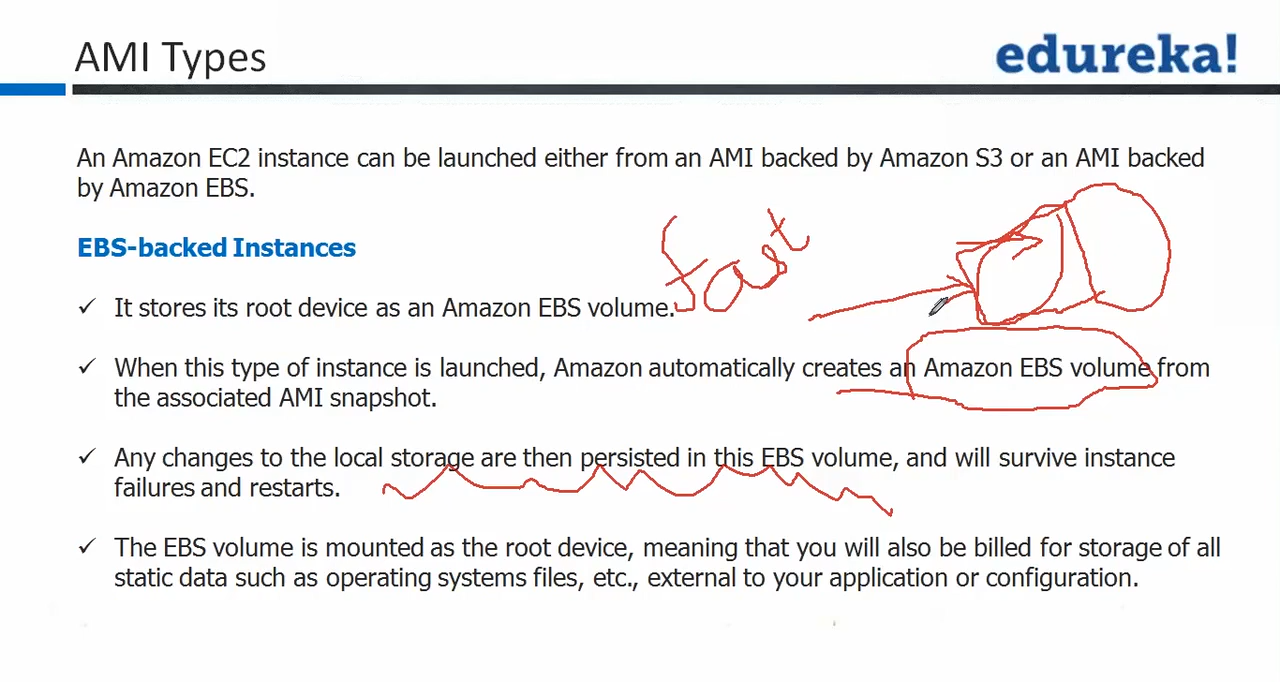 AMI Types
edureka!
An Amazon EC2 instance can be launched either from an AMI backed by Amazon S3 or an AMI backed
by Amazon EBS.
fast
EBS-backed Instances
✓ It stores its root device as an Amazon EBS volume.
✓ When this type of instance is launched, Amazon automatically creates an Amazon EBS volume from
the associated AMI snapshot.
✓ Any changes to the local storage are then persisted in this EBS volume, and will survive instance
failures and restarts.
✓ The EBS volume is mounted as the root device, meaning that you will also be billed for storage of all
static data such as operating systems files, etc., external to your application or configuration.